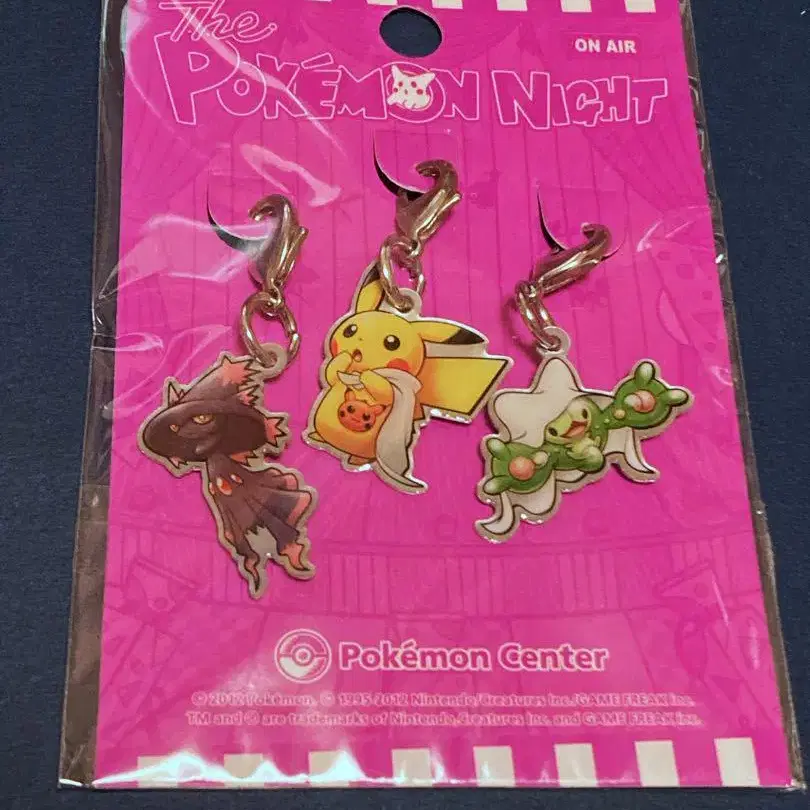 The
ON AIR
POKÉMON NIGHT
Pokémon Center
© 2012 Pokémon. © 1995-2012 Nintendo/Creatures Inc./GAME FREAK inc.
TM and ® are trademarks of Nintendo, Creatures Inc. and GAME FREAK inc.